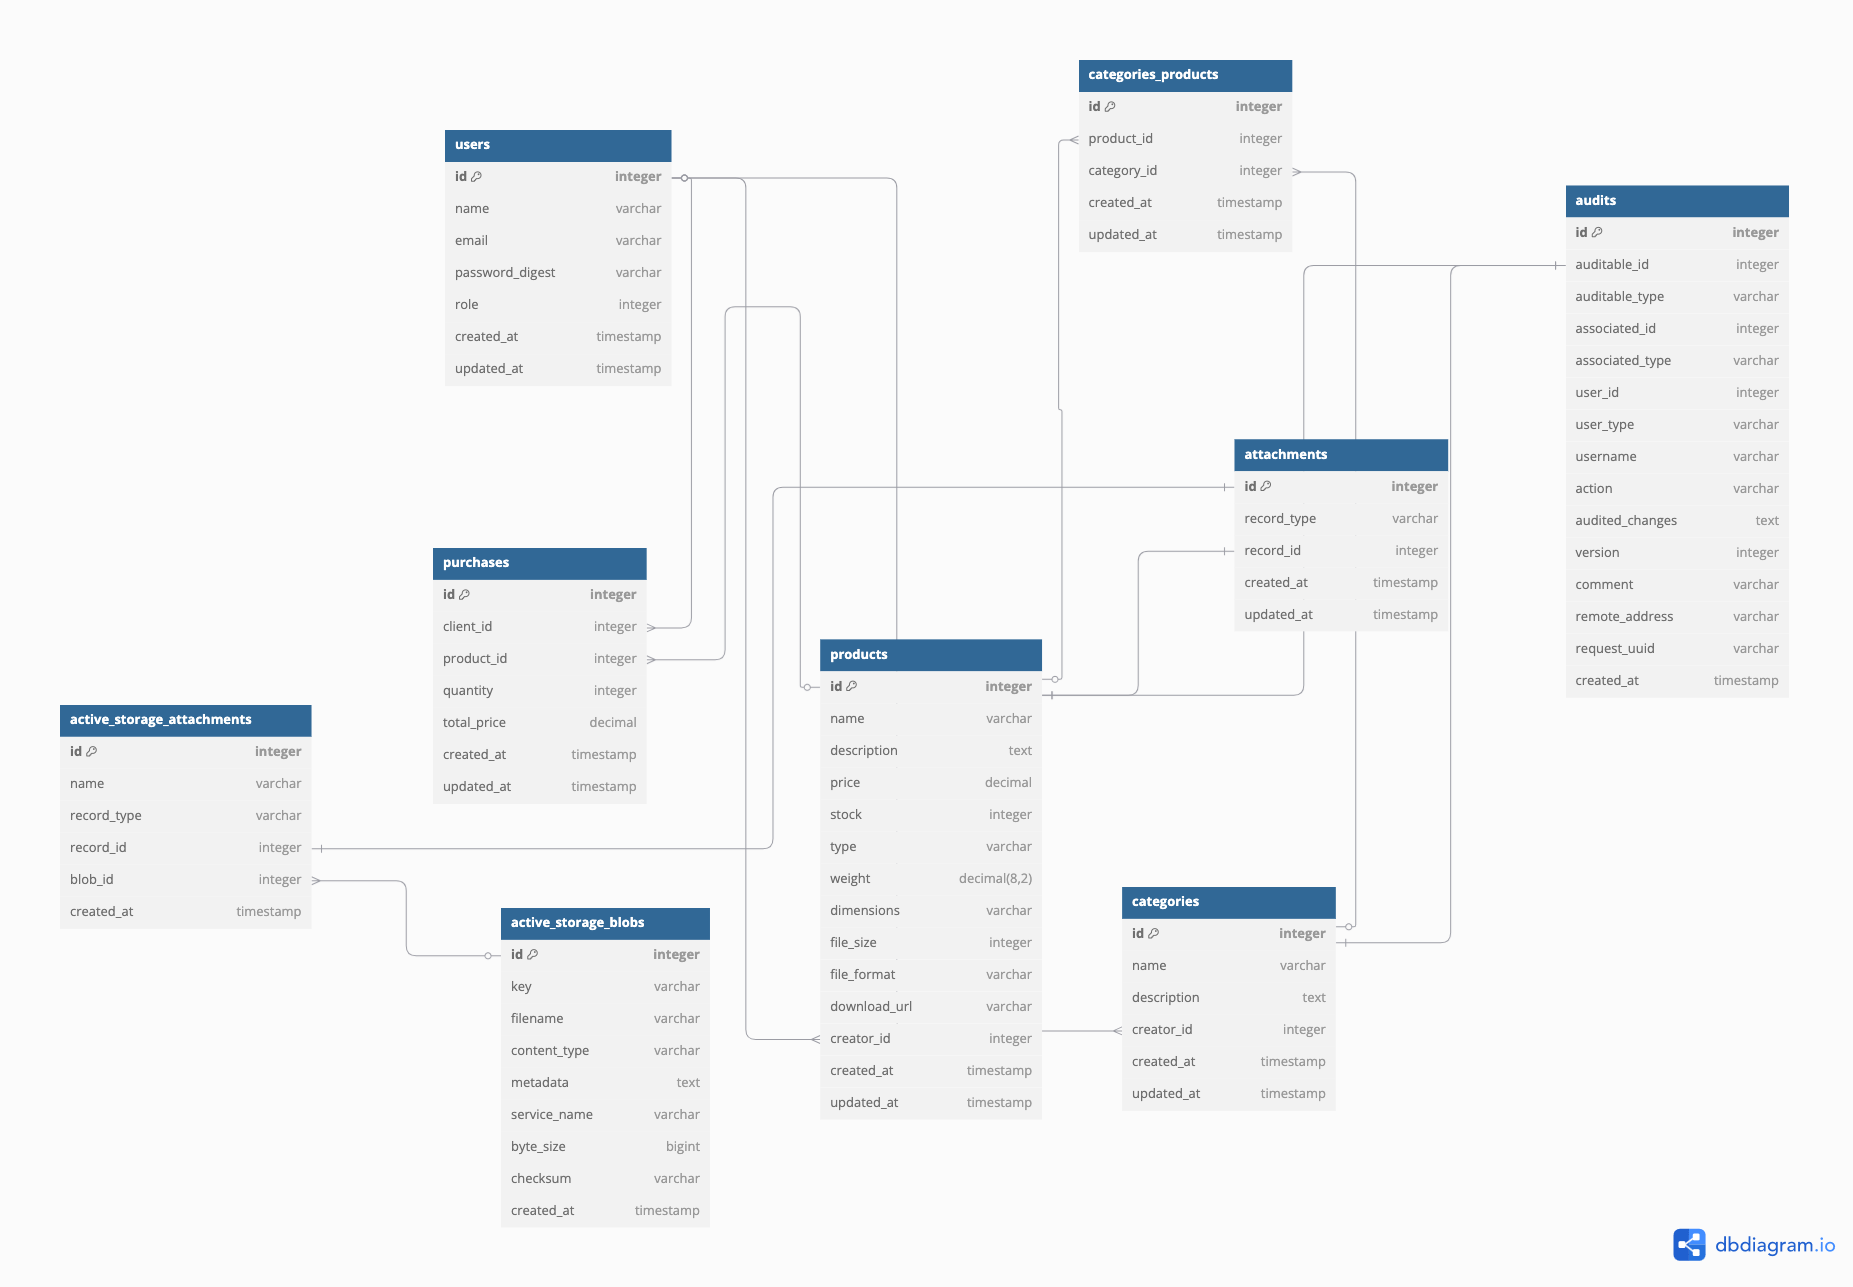 categories_products
id integer
product_id integer
category_id integer
created_at timestamp
updated_at timestamp
users
id integer
name varchar
email varchar
password_digest varchar
role integer
created_at timestamp
updated_at timestamp
audits
id integer
auditable_id integer
auditable_type varchar
associated_id integer
associated_type varchar
user_id integer
user_type varchar
username varchar
action varchar
audited_changes text
version integer
comment varchar
remote_address varchar
request_uuid varchar
created_at timestamp
attachments
id integer
record_type varchar
record_id integer
created_at timestamp
updated_at timestamp
purchases
id integer
client_id integer
product_id integer
quantity integer
total_price decimal
created_at timestamp
updated_at timestamp
products
id integer
name varchar
description text
price decimal
stock integer
type varchar
weight decimal(8,2)
dimensions varchar
file_size integer
file_format varchar
download_url varchar
creator_id integer
created_at timestamp
updated_at timestamp
active_storage_attachments
id integer
name varchar
record_type varchar
record_id integer
blob_id integer
created_at timestamp
active_storage_blobs
id integer
key varchar
filename varchar
content_type varchar
metadata text
service_name varchar
byte_size bigint
checksum varchar
created_at timestamp
categories
id integer
name varchar
description text
creator_id integer
created_at timestamp
updated_at timestamp
dbdiagram.io